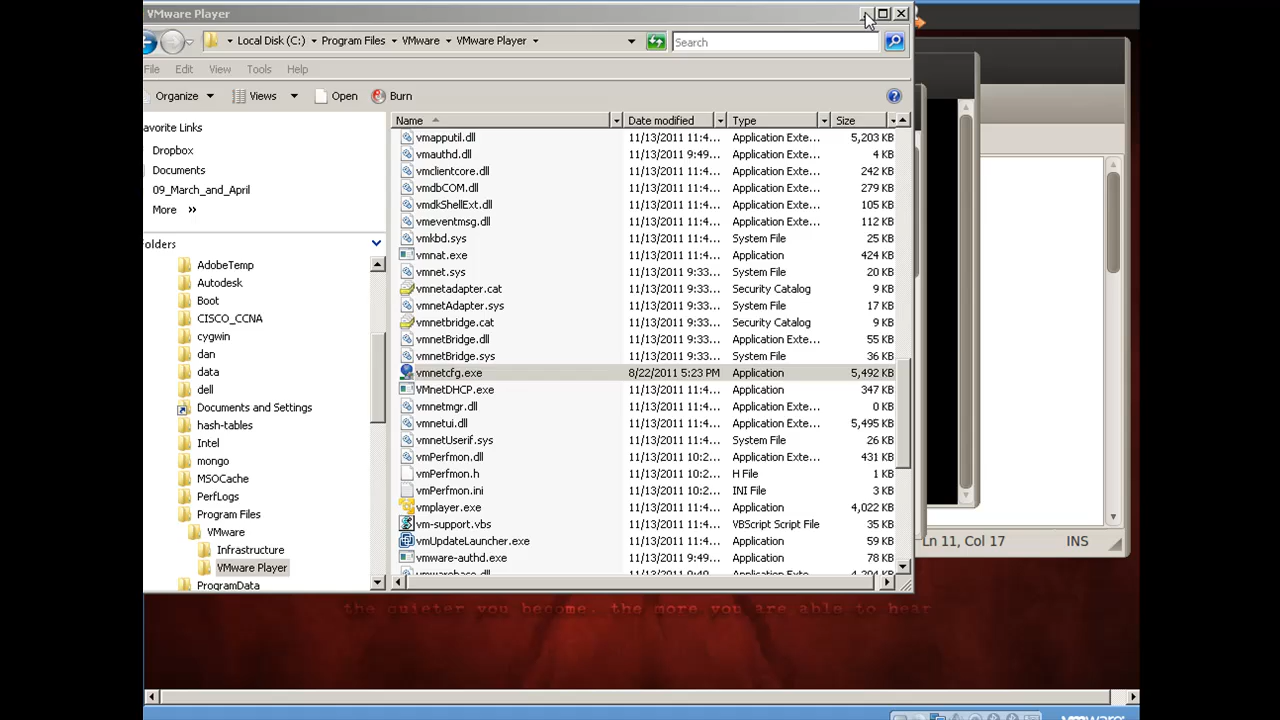 VMware Player
Local Disk (C:) Program Files VMware VMware Player
Search
File Edit View Tools Help
Organize Views Open Burn
avorite Links
Dropbox
Documents
09_March_and_April
More »
olders
AdobeTemp
Autodesk
Boot
CISCO_CCNA
cygwin
dan
data
dell
Documents and Settings
hash-tables
Intel
mongo
MSOCache
PerfLogs
Program Files
VMware
Infrastructure
VMware Player
ProgramData
Name Date modified Type Size
vmapputil.dll 11/13/2011 11:4... Application Exte... 5,203 KB
vmauthd.dll 11/13/2011 9:49... Application Exte... 4 KB
vmclientcore.dll 11/13/2011 11:4... Application Exte... 242 KB
vmdbCOM.dll 11/13/2011 11:4... Application Exte... 279 KB
vmdkShellExt.dll 11/13/2011 11:4... Application Exte... 105 KB
vmeventmsg.dll 11/13/2011 11:4... Application Exte... 112 KB
vmkbd.sys 11/13/2011 11:4... System File 25 KB
vmnat.exe 11/13/2011 11:4... Application 424 KB
vmnet.sys 11/13/2011 9:33... System File 20 KB
vmnetadapter.cat 11/13/2011 9:33... Security Catalog 9 KB
vmnetAdapter.sys 11/13/2011 9:33... System File 17 KB
vmnetbridge.cat 11/13/2011 9:33... Security Catalog 9 KB
vmnetBridge.dll 11/13/2011 9:33... Application Exte... 55 KB
vmnetBridge.sys 11/13/2011 9:33... System File 36 KB
vmnetcfg.exe 8/22/2011 5:23 PM Application 5,492 KB
VMnetDHCP.exe 11/13/2011 11:4... Application 347 KB
vmnetmgr.dll 11/13/2011 11:4... Application Exte... 0 KB
vmnetui.dll 11/13/2011 11:4... Application Exte... 5,495 KB
vmnetUserif.sys 11/13/2011 11:4... System File 26 KB
vmPerfmon.dll 11/13/2011 10:2... Application Exte... 431 KB
vmPerfmon.h 11/13/2011 10:2... H File 1 KB
vmPerfmon.ini 11/13/2011 10:2... INI File 3 KB
vmplayer.exe 11/13/2011 11:4... Application 4,022 KB
vm-support.vbs 11/13/2011 11:4... VBScript Script File 35 KB
vmUpdateLauncher.exe 11/13/2011 11:4... Application 59 KB
vmware-authd.exe 11/13/2011 9:49... Application 78 KB
Ln 11, Col 17 INS
the quieter you become, the more you are able to hear
vmware